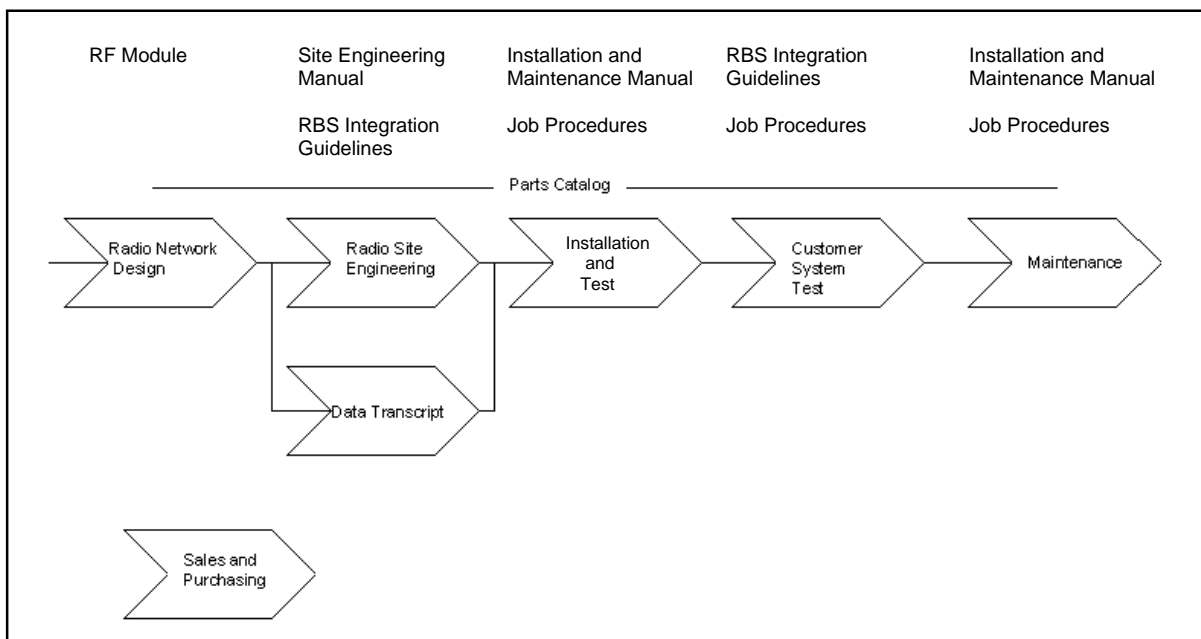 RF Module
Site Engineering
Manual
RBS Integration
Guidelines
Installation and
Maintenance Manual
Job Procedures
RBS Integration
Guidelines
Job Procedures
Installation and
Maintenance Manual
Job Procedures
Parts Catalog
Radio Network
Design
Radio Site
Engineering
Installation
and
Test
Customer
System
Test
Maintenance
Data Transcript
Sales and
Purchasing